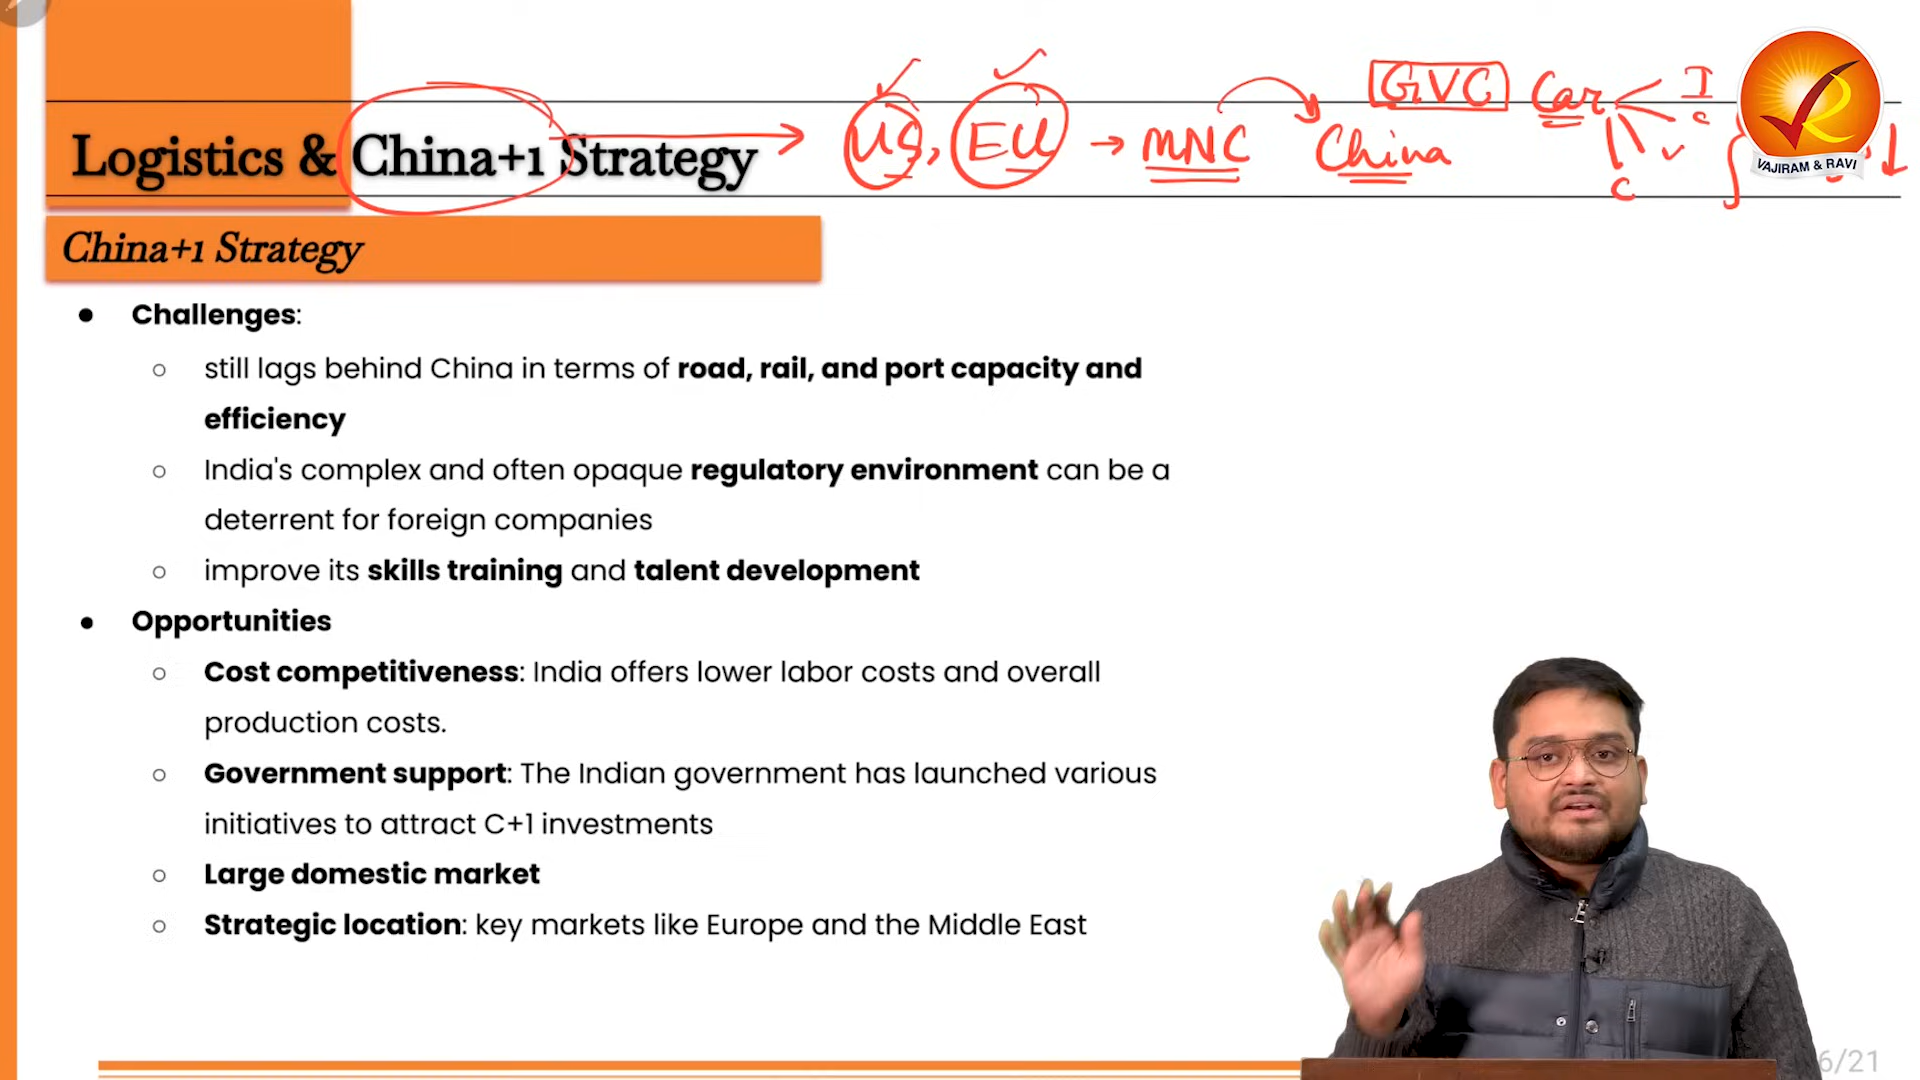 GVC Car I
Logistics & China+1 Strategy → US, EU → MNC China
C
VAJIRAM & RAVI
China+1 Strategy
● Challenges:
○ still lags behind China in terms of road, rail, and port capacity and
efficiency
○ India's complex and often opaque regulatory environment can be a
deterrent for foreign companies
○ improve its skills training and talent development
● Opportunities
○ Cost competitiveness: India offers lower labor costs and overall
production costs.
○ Government support: The Indian government has launched various
initiatives to attract C+1 investments
○ Large domestic market
○ Strategic location: key markets like Europe and the Middle East
6/21